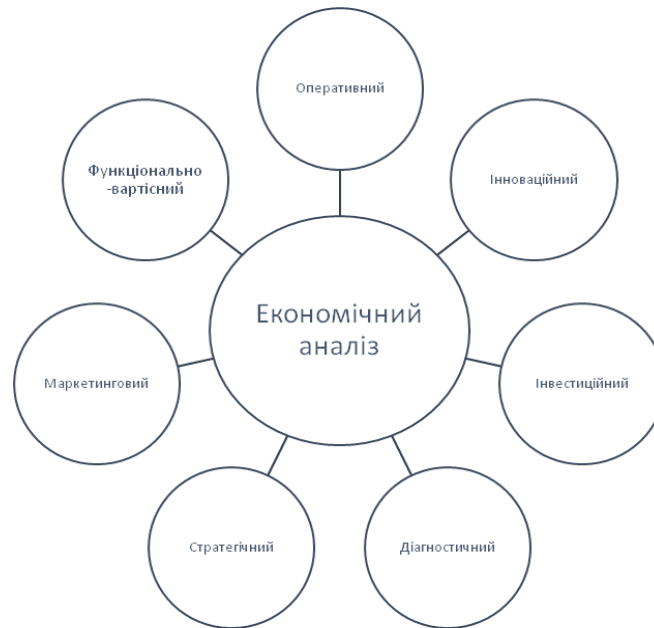 Оперативний
Функціонально
-вартісний
Інноваційний
Економічний
аналіз
Маркетинговий
Інвестиційний
Стратегічний
Діагностичний